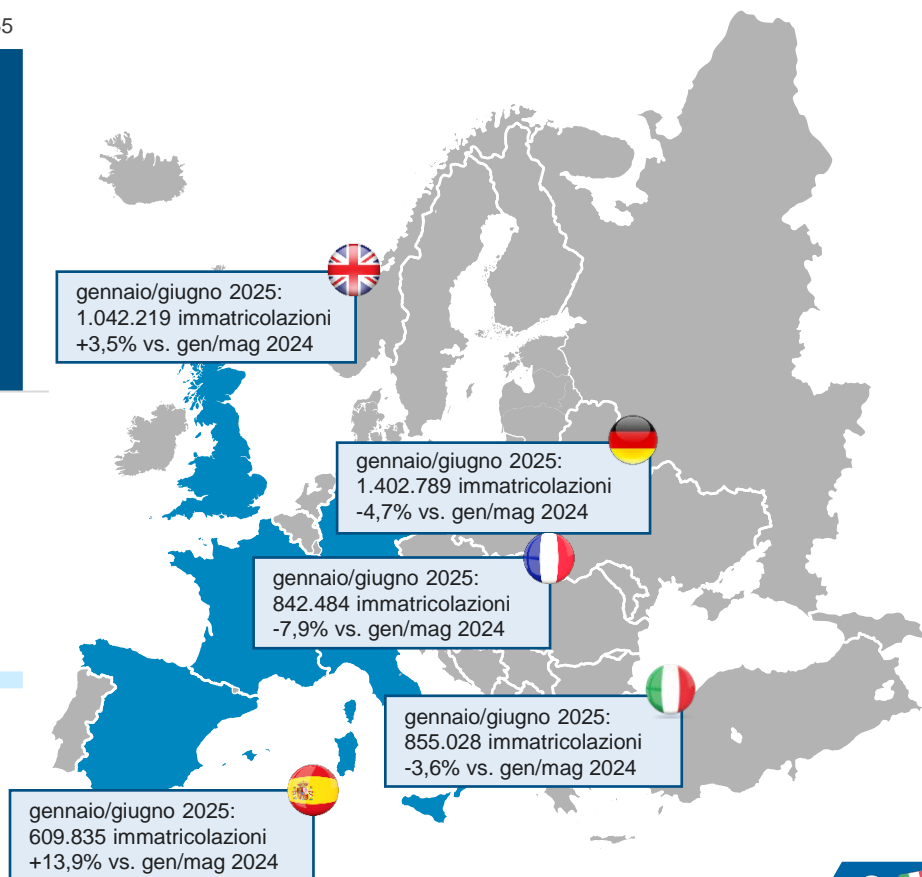 gennaio/giugno 2025:
1.042.219 immatricolazioni
+3,5% vs. gen/mag 2024
gennaio/giugno 2025:
1.402.789 immatricolazioni
-4,7% vs. gen/mag 2024
gennaio/giugno 2025:
842.484 immatricolazioni
-7,9% vs. gen/mag 2024
gennaio/giugno 2025:
855.028 immatricolazioni
-3,6% vs. gen/mag 2024
gennaio/giugno 2025:
609.835 immatricolazioni
+13,9% vs. gen/mag 2024